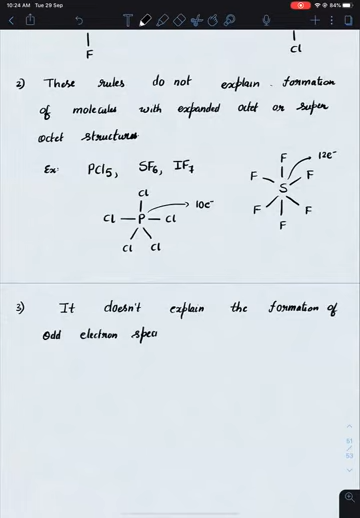 10:24 AM Tue 29 Sep
84%
F
Cl
2) These rules do not explain formation
of molecules with expanded octet or super
octet structures
Ex: PCl5, SF6, IF7
Cl
Cl P Cl
Cl Cl
10e-
F
F F
S
F F
F
12e-
3) It doesn't explain the formation of
odd electron speci
51
/
53